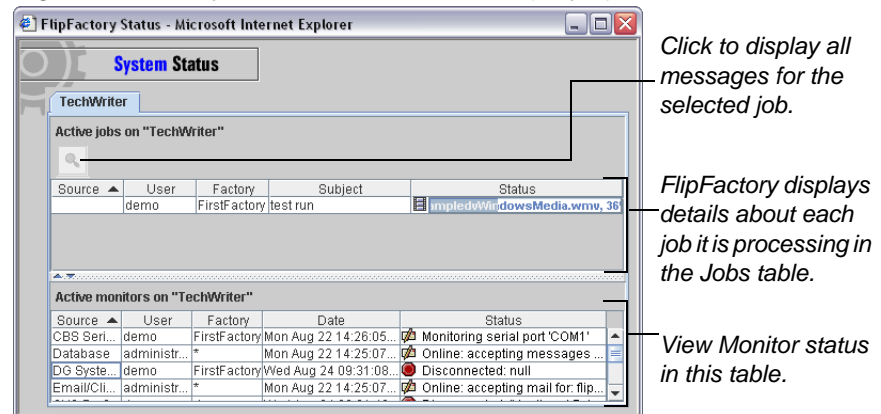 FlipFactory Status - Microsoft Internet Explorer
System Status
TechWriter
Active jobs on "TechWriter"
Source User Factory Subject Status
demo FirstFactory test run mpledvWindowsMedia.wmv, 36
Active monitors on "TechWriter"
Source User Factory Date Status
CBS Seri... demo FirstFactory Mon Aug 22 14:26:05... Monitoring serial port 'COM1'
Database administr... * Mon Aug 22 14:25:07... Online: accepting messages ...
DG Syste... demo FirstFactory Wed Aug 24 09:31:08... Disconnected: null
Email/Cli... administr... * Mon Aug 22 14:25:07... Online: accepting mail for: flip...
Click to display all
messages for the
selected job.
FlipFactory displays
details about each
job it is processing in
the Jobs table.
View Monitor status
in this table.